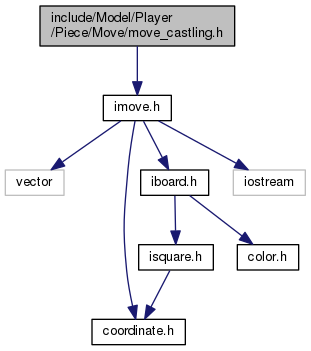 include/Model/Player
/Piece/Move/move_castling.h
imove.h
vector
iboard.h
iostream
isquare.h
color.h
coordinate.h